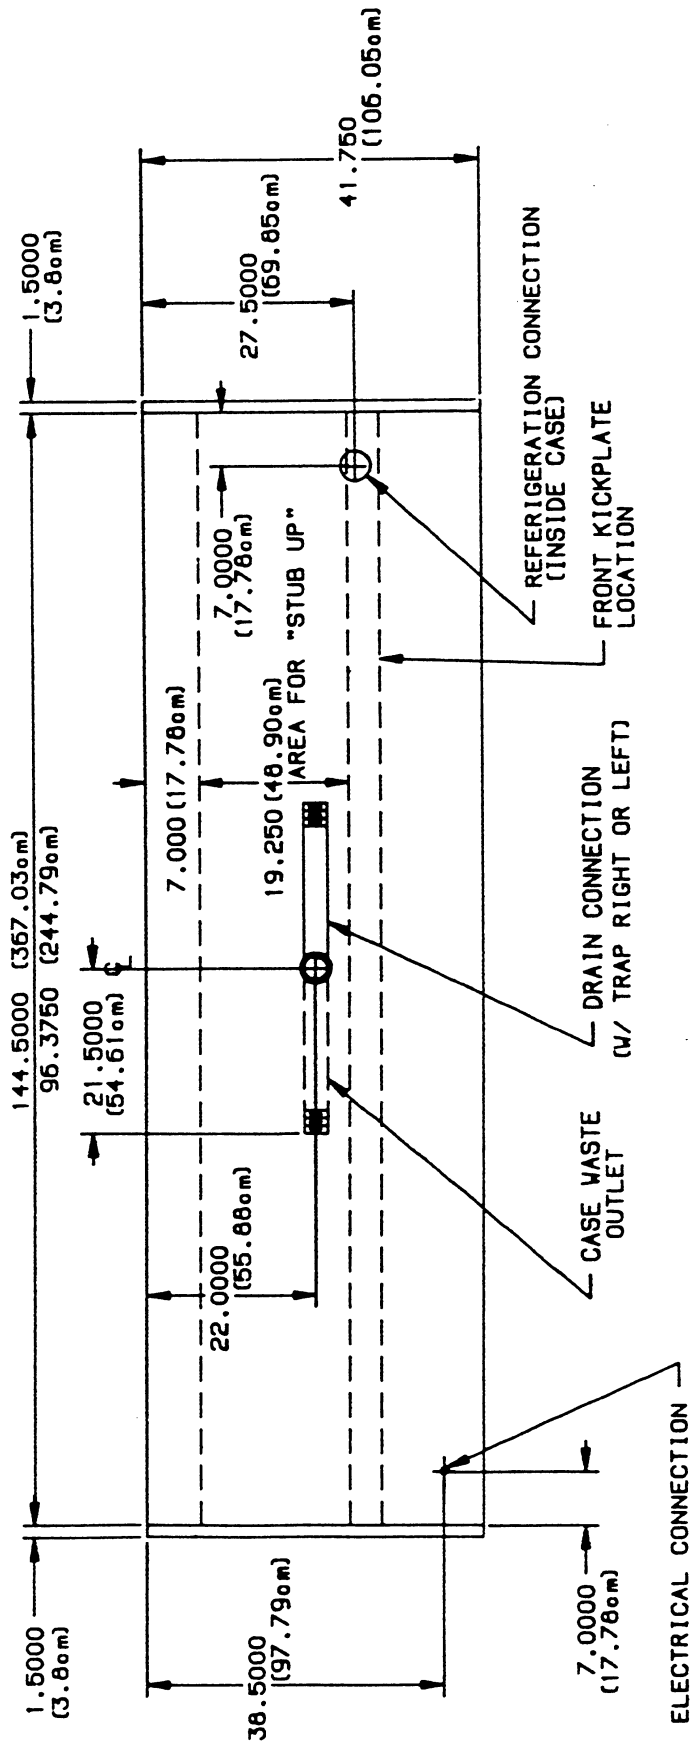 144.5000 (367.03cm)
96.3750 (244.79cm)
1.5000
(3.8cm)
1.5000
(3.8cm)
21.5000
(54.61cm)
CL
7.000 (17.78cm)
19.250 (48.90cm)
AREA FOR "STUB UP"
7.0000
(17.78cm)
27.5000
(69.85cm)
41.750
(106.05cm)
22.0000
(55.88cm)
38.5000
(97.79cm)
7.0000
(17.78cm)
ELECTRICAL CONNECTION
CASE WASTE
OUTLET
DRAIN CONNECTION
(W/ TRAP RIGHT OR LEFT)
FRONT KICKPLATE
LOCATION
REFERIGERATION CONNECTION
(INSIDE CASE)